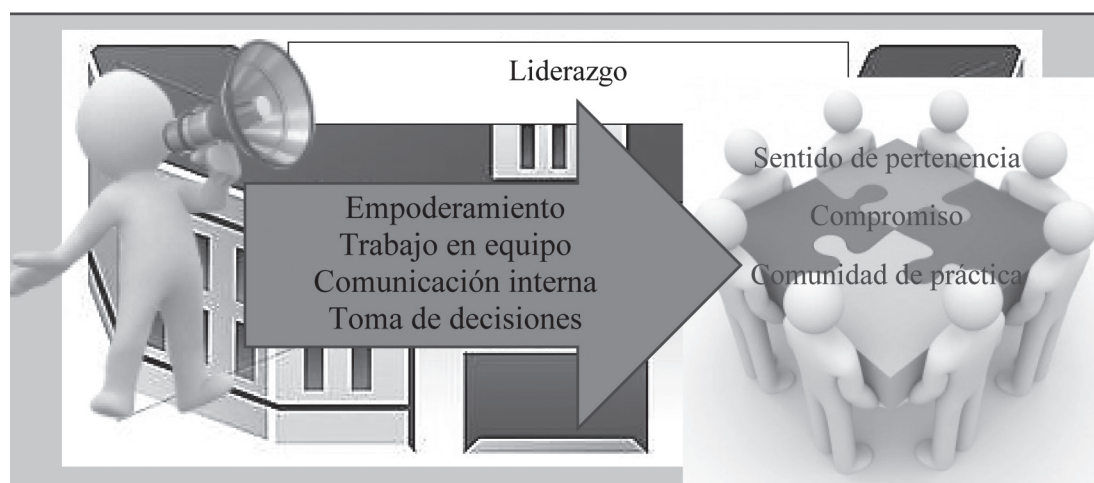 Liderazgo
Empoderamiento
Trabajo en equipo
Comunicación interna
Toma de decisiones
Sentido de pertenencia
Compromiso
Comunidad de práctica